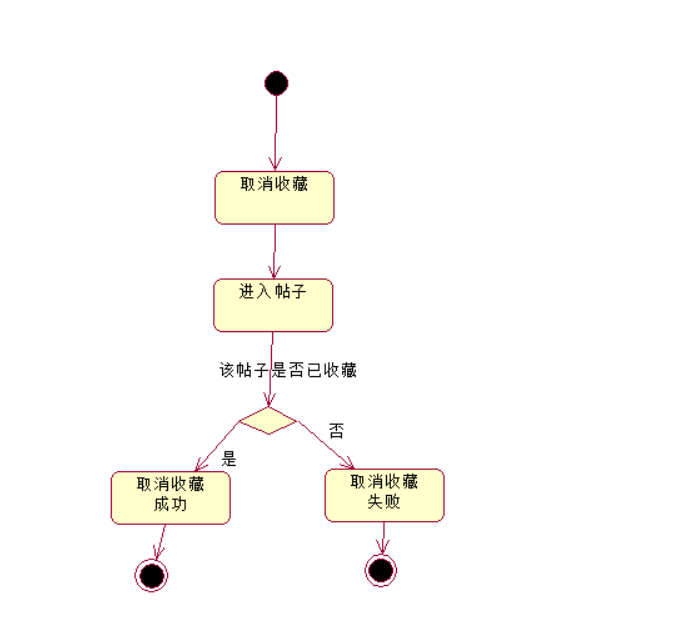 取消收藏
进入帖子
该帖子是否已收藏
否
是
取消收藏
成功
取消收藏
失败